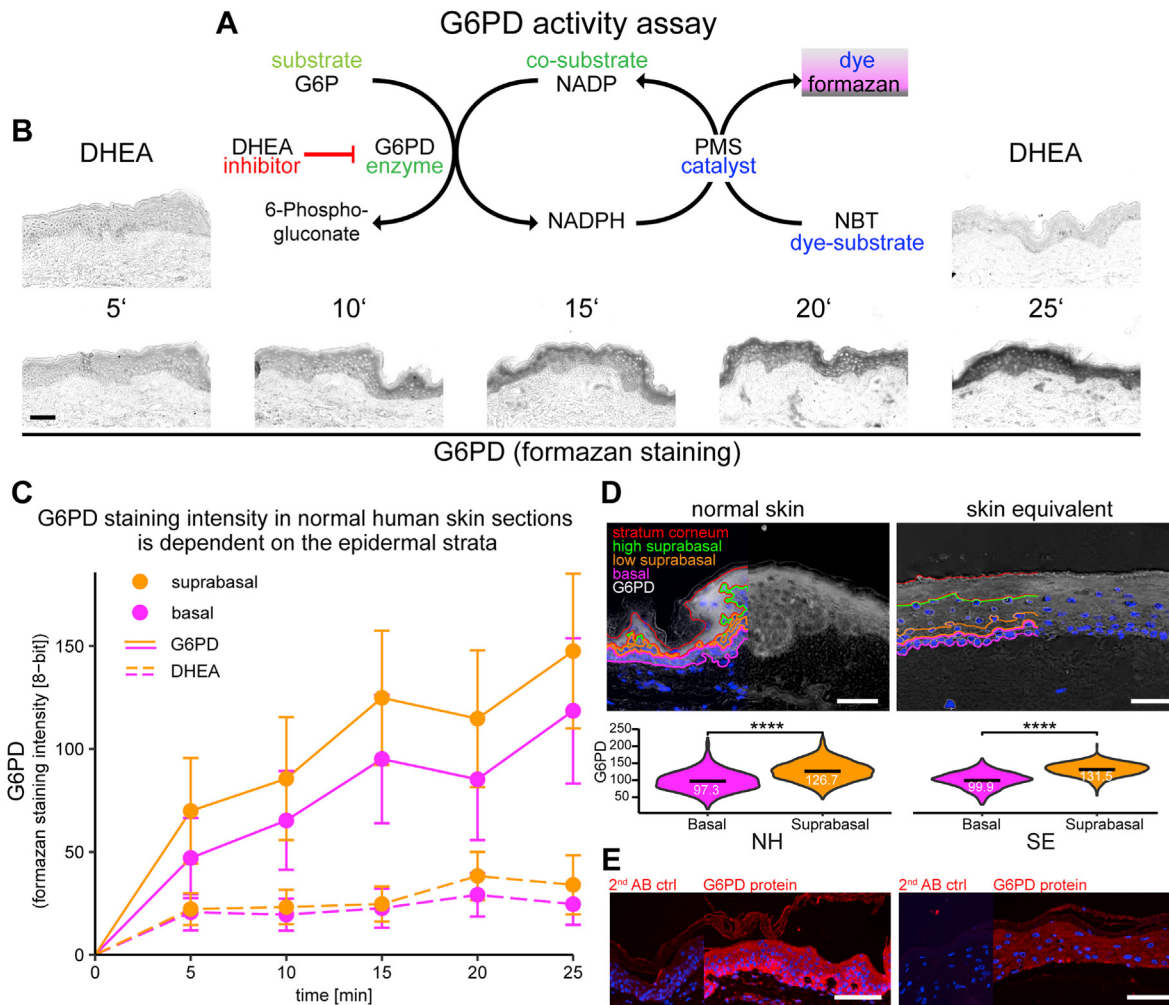 A
G6PD activity assay
substrate
G6P
co-substrate
NADP
dye
formazan
B
DHEA
DHEA
inhibitor
G6PD
enzyme
PMS
catalyst
DHEA
6-Phospho-
gluconate
NADPH
NBT
dye-substrate
5‘
10‘
15‘
20‘
25‘
G6PD (formazan staining)
C
G6PD staining intensity in normal human skin sections
is dependent on the epidermal strata
suprabasal
basal
G6PD
DHEA
G6PD
(formazan staining intensity [8−bit])
150
100
50
0
0
5
10
15
20
25
time [min]
D
normal skin
skin equivalent
stratum corneum
high suprabasal
low suprabasal
basal
G6PD
G6PD
250
200
150
100
50
****
****
97.3
126.7
99.9
131.5
Basal
Suprabasal
Basal
Suprabasal
NH
SE
E
2nd AB ctrl
G6PD protein
2nd AB ctrl
G6PD protein